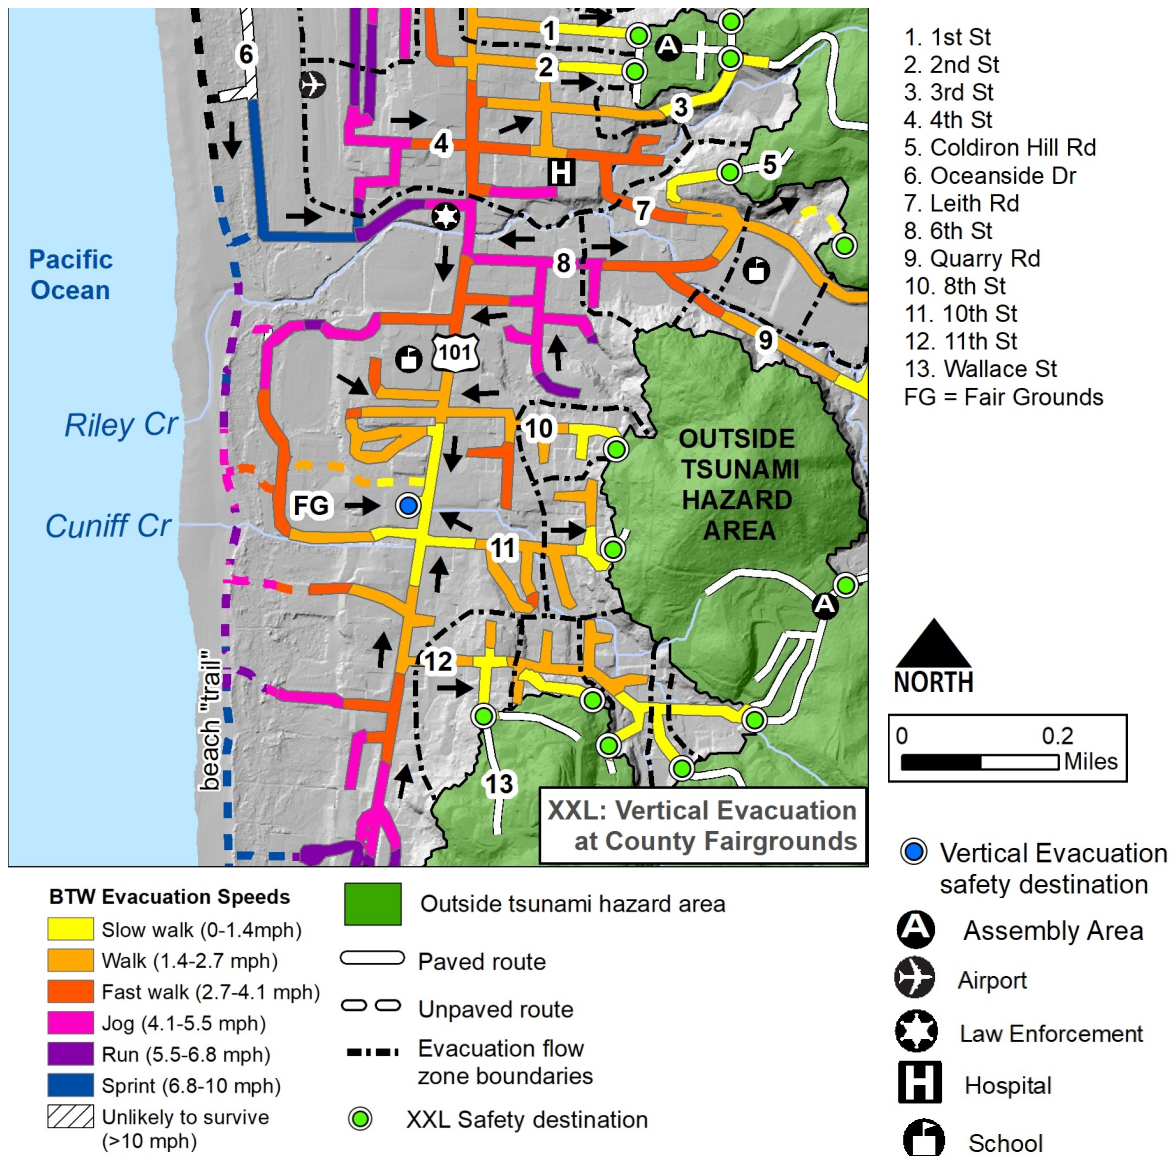 1
2
3
4
5
6
7
8
9
10
11
12
13
A
A
H
101
FG
Pacific
Ocean
Riley Cr
Cuniff Cr
beach "trail"
OUTSIDE
TSUNAMI
HAZARD
AREA
XXL: Vertical Evacuation
at County Fairgrounds
1. 1st St
2. 2nd St
3. 3rd St
4. 4th St
5. Coldiron Hill Rd
6. Oceanside Dr
7. Leith Rd
8. 6th St
9. Quarry Rd
10. 8th St
11. 10th St
12. 11th St
13. Wallace St
FG = Fair Grounds
NORTH
0 0.2
Miles
BTW Evacuation Speeds
Slow walk (0-1.4mph)
Walk (1.4-2.7 mph)
Fast walk (2.7-4.1 mph)
Jog (4.1-5.5 mph)
Run (5.5-6.8 mph)
Sprint (6.8-10 mph)
Unlikely to survive
(>10 mph)
Outside tsunami hazard area
Paved route
Unpaved route
Evacuation flow
zone boundaries
XXL Safety destination
Vertical Evacuation
safety destination
A Assembly Area
Airport
Law Enforcement
H Hospital
School